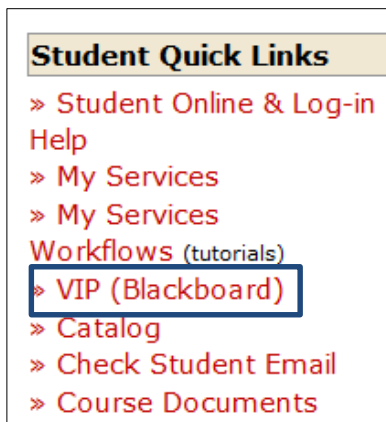 Student Quick Links
» Student Online & Log-in
Help
» My Services
» My Services
Workflows (tutorials)
» VIP (Blackboard)
» Catalog
» Check Student Email
» Course Documents